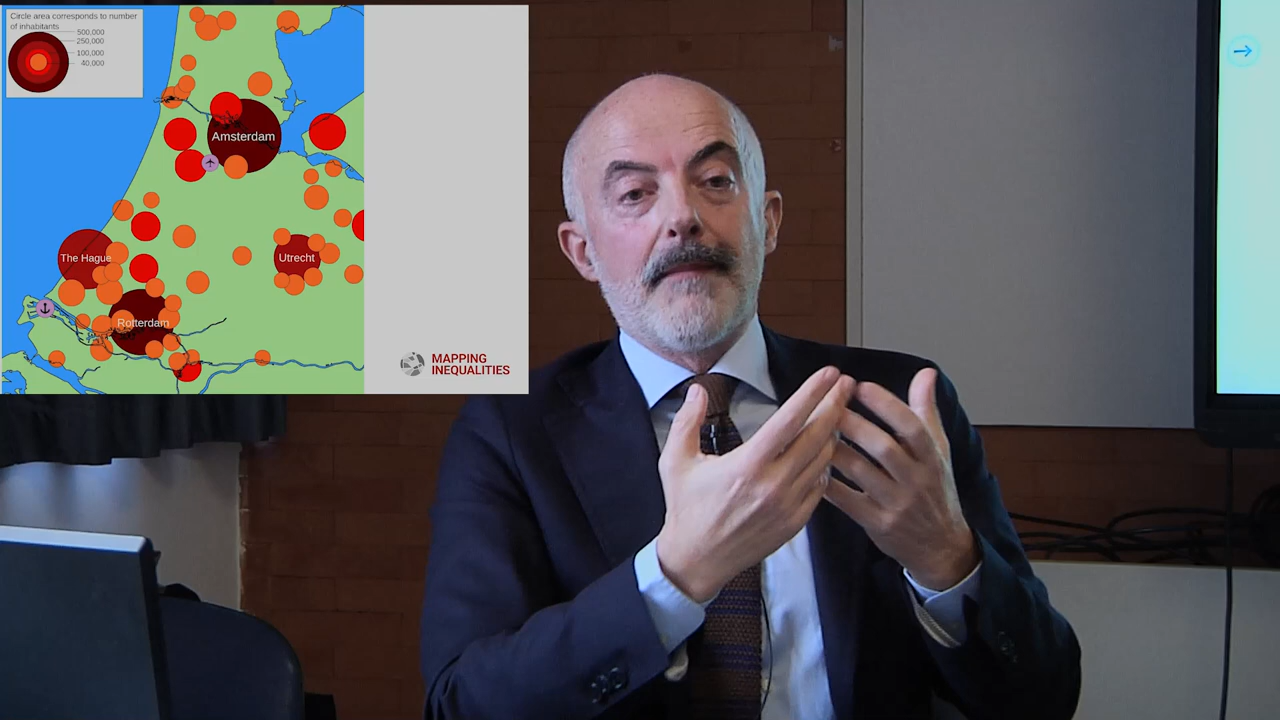 Circle area corresponds to number
of inhabitants
500,000
250,000
100,000
40,000
Amsterdam
The Hague
Utrecht
Rotterdam
MAPPING
INEQUALITIES